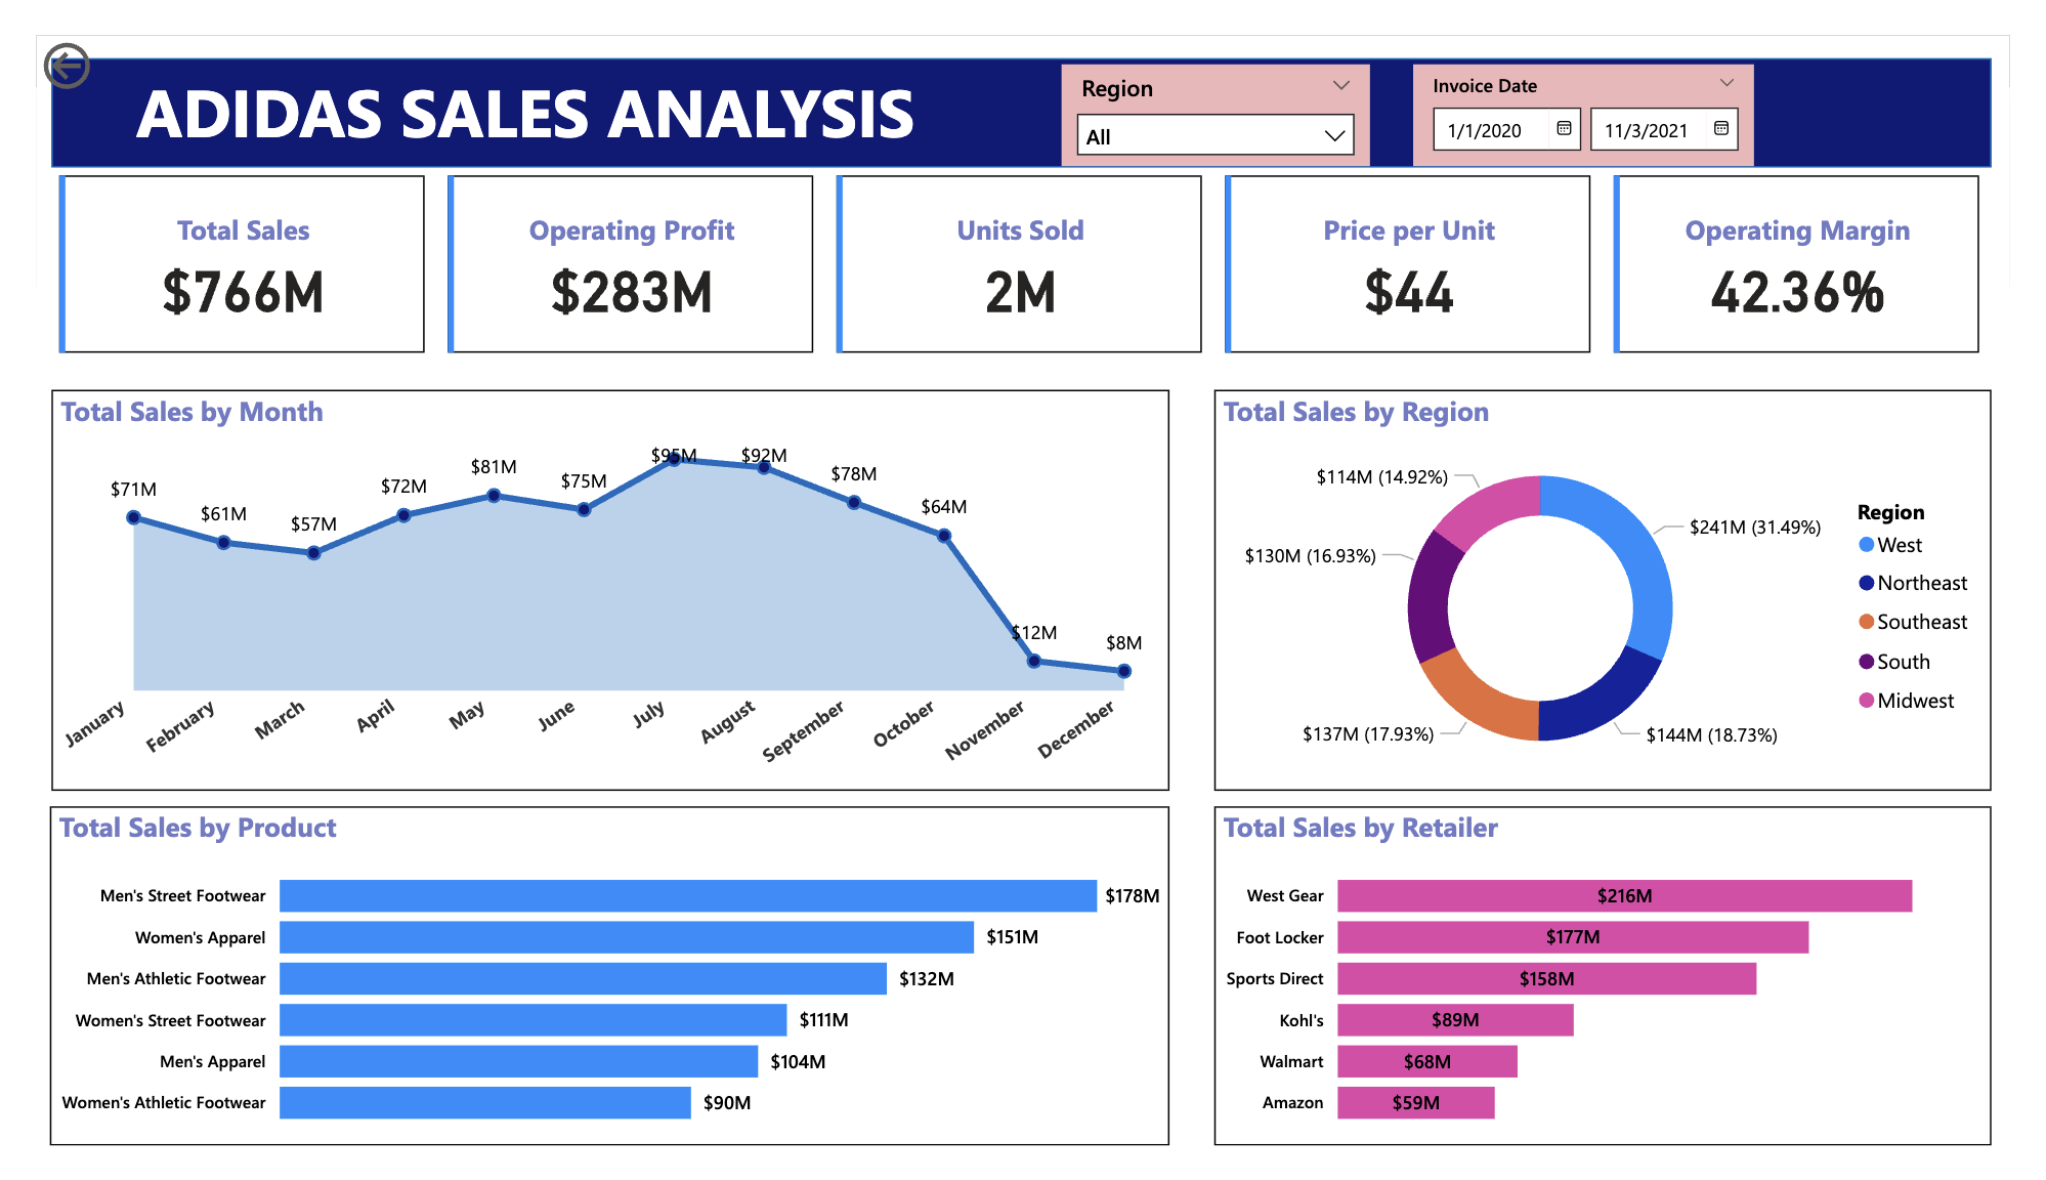 ADIDAS SALES ANALYSIS
Region
All
Invoice Date
1/1/2020
11/3/2021
Total Sales
$766M
Operating Profit
$283M
Units Sold
2M
Price per Unit
$44
Operating Margin
42.36%
Total Sales by Month
$71M
$61M
$57M
$72M
$81M
$75M
$95M
$92M
$78M
$64M
$12M
$8M
January
February
March
April
May
June
July
August
September
October
November
December
Total Sales by Region
$114M (14.92%)
$241M (31.49%)
$130M (16.93%)
$137M (17.93%)
$144M (18.73%)
Region
West
Northeast
Southeast
South
Midwest
Total Sales by Product
Men's Street Footwear $178M
Women's Apparel $151M
Men's Athletic Footwear $132M
Women's Street Footwear $111M
Men's Apparel $104M
Women's Athletic Footwear $90M
Total Sales by Retailer
West Gear $216M
Foot Locker $177M
Sports Direct $158M
Kohl's $89M
Walmart $68M
Amazon $59M